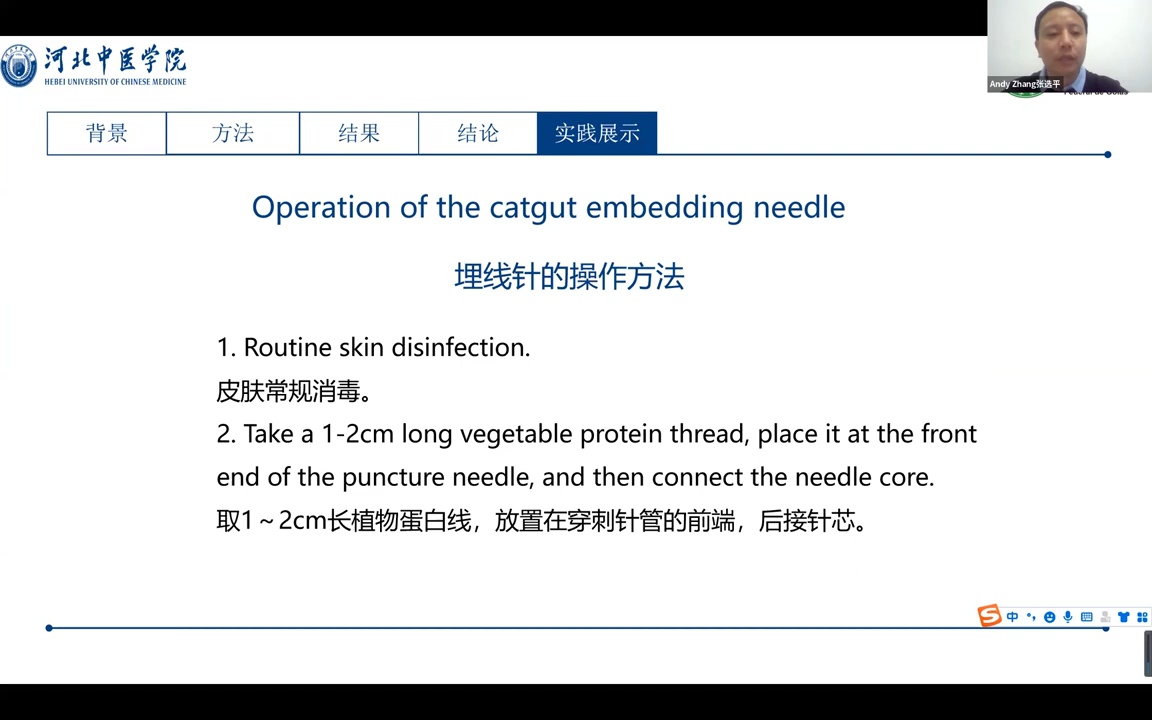 河北中医学院
HEBEI UNIVERSITY OF CHINESE MEDICINE
Andy Zhang张选平
背景 方法 结果 结论 实践展示
Operation of the catgut embedding needle
埋线针的操作方法
1. Routine skin disinfection.
皮肤常规消毒。
2. Take a 1-2cm long vegetable protein thread, place it at the front
end of the puncture needle, and then connect the needle core.
取1～2cm长植物蛋白线，放置在穿刺针管的前端，后接针芯。
中